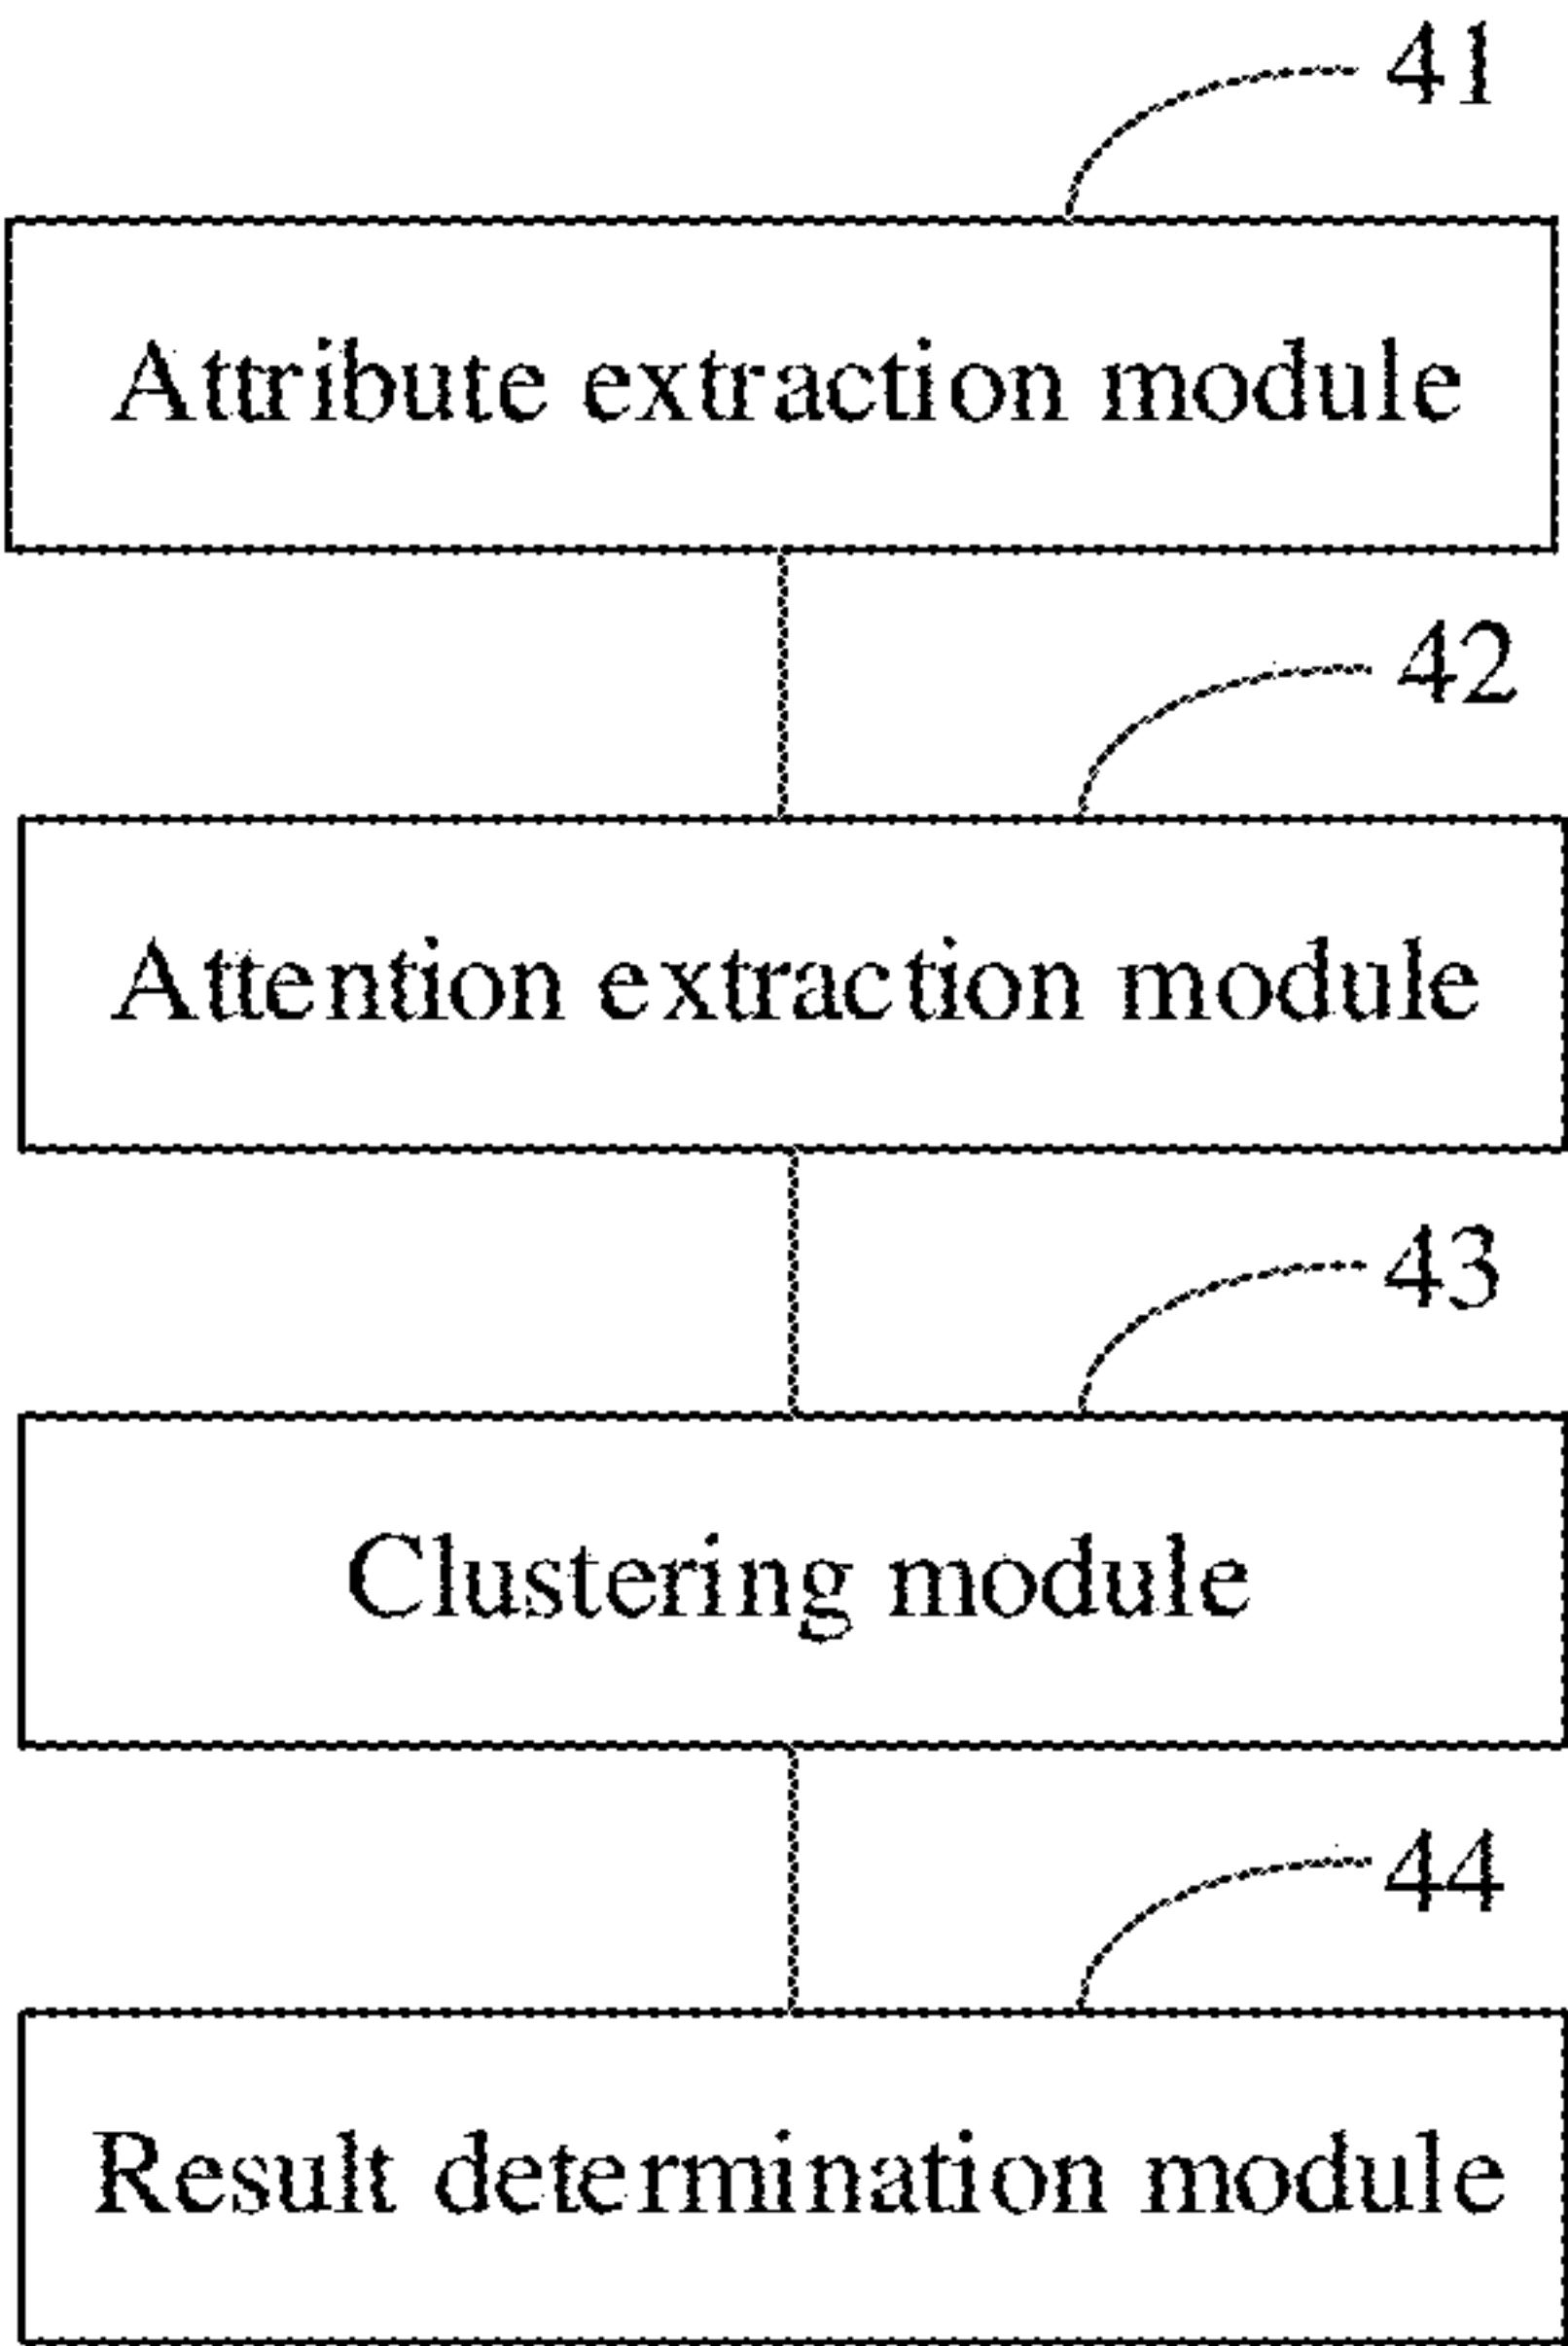 41
Attribute extraction module
42
Attention extraction module
43
Clustering module
44
Result determination module